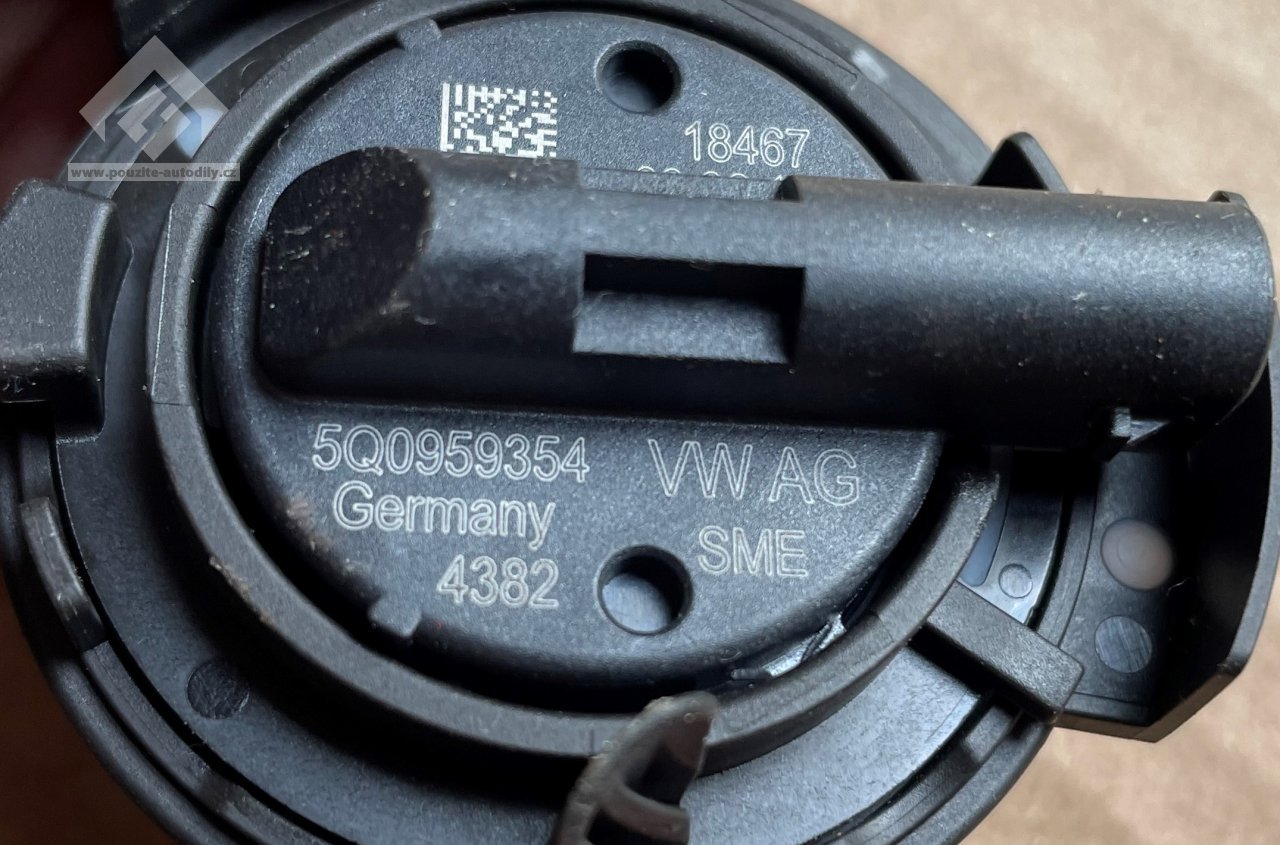 www.pouzite-autodily.cz
18467
5Q0959354
VW AG
Germany
SME
4382